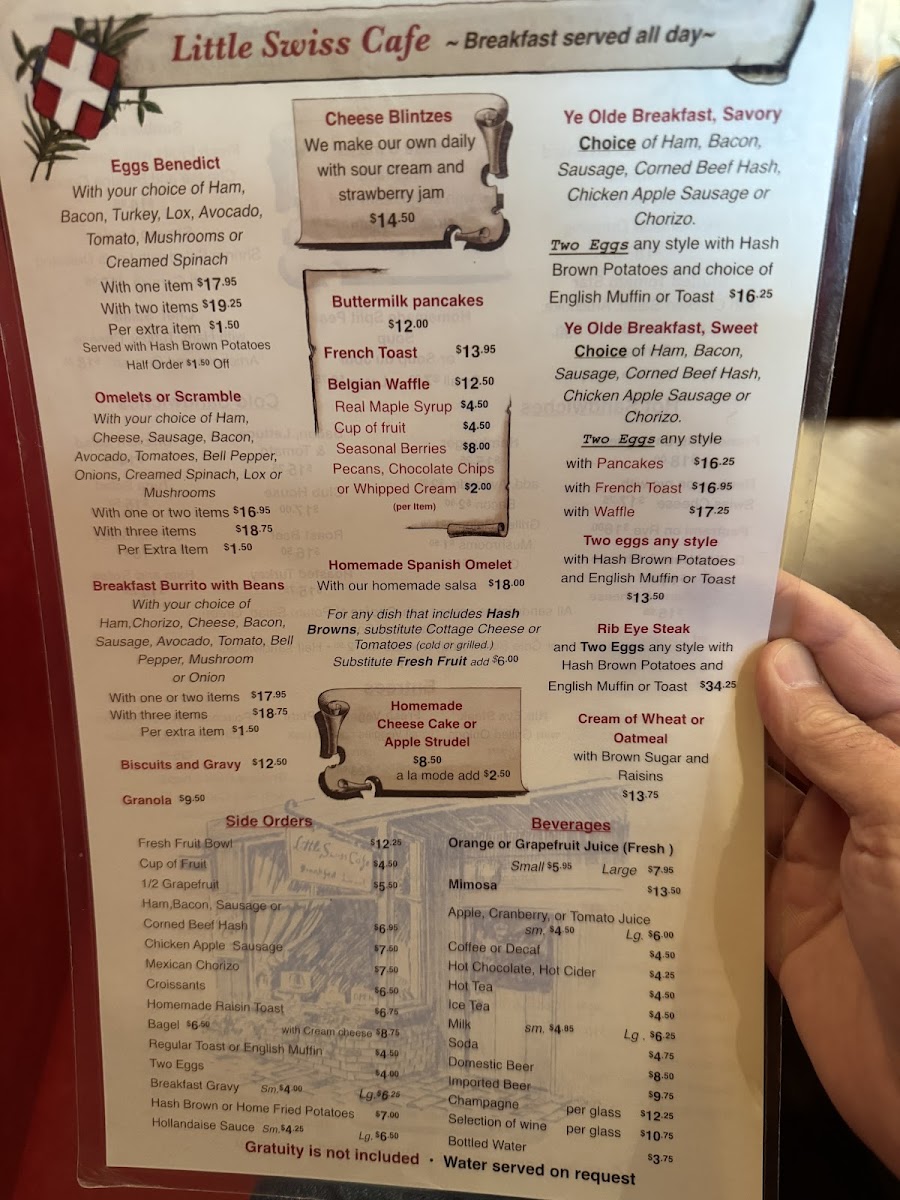 Little Swiss Cafe ~ Breakfast served all day~
Eggs Benedict
With your choice of Ham,
Bacon, Turkey, Lox, Avocado,
Tomato, Mushrooms or
Creamed Spinach
With one item $17.95
With two items $19.25
Per extra item $1.50
Served with Hash Brown Potatoes
Half Order $1.50 Off
Omelets or Scramble
With your choice of Ham,
Cheese, Sausage, Bacon,
Avocado, Tomatoes, Bell Pepper,
Onions, Creamed Spinach, Lox or
Mushrooms
With one or two items $16.95
With three items $18.75
Per Extra Item $1.50
Breakfast Burrito with Beans
With your choice of
Ham,Chorizo, Cheese, Bacon,
Sausage, Avocado, Tomato, Bell
Pepper, Mushroom
or Onion
With one or two items $17.95
With three items $18.75
Per extra item $1.50
Biscuits and Gravy $12.50
Granola $9.50
Cheese Blintzes
We make our own daily
with sour cream and
strawberry jam
$14.50
Buttermilk pancakes
$12.00
French Toast $13.95
Belgian Waffle $12.50
Real Maple Syrup $4.50
Cup of fruit $4.50
Seasonal Berries $8.00
Pecans, Chocolate Chips
or Whipped Cream $2.00
(per Item)
Homemade Spanish Omelet
With our homemade salsa $18.00
For any dish that includes Hash
Browns, substitute Cottage Cheese or
Tomatoes (cold or grilled.)
Substitute Fresh Fruit add $6.00
Homemade
Cheese Cake or
Apple Strudel
$8.50
a la mode add $2.50
Ye Olde Breakfast, Savory
Choice of Ham, Bacon,
Sausage, Corned Beef Hash,
Chicken Apple Sausage or
Chorizo.
Two Eggs any style with Hash
Brown Potatoes and choice of
English Muffin or Toast $16.25
Ye Olde Breakfast, Sweet
Choice of Ham, Bacon,
Sausage, Corned Beef Hash,
Chicken Apple Sausage or
Chorizo.
Two Eggs any style
with Pancakes $16.25
with French Toast $16.95
with Waffle $17.25
Two eggs any style
with Hash Brown Potatoes
and English Muffin or Toast
$13.50
Rib Eye Steak
and Two Eggs any style with
Hash Brown Potatoes and
English Muffin or Toast $34.25
Cream of Wheat or
Oatmeal
with Brown Sugar and
Raisins
$13.75
Side Orders
Fresh Fruit Bowl $12.25
Cup of Fruit $4.50
1/2 Grapefruit $5.50
Ham,Bacon, Sausage or
Corned Beef Hash $6.95
Chicken Apple Sausage $7.50
Mexican Chorizo $7.50
Croissants $6.50
Homemade Raisin Toast $6.75
Bagel $6.50 with Cream cheese $8.75
Regular Toast or English Muffin $4.50
Two Eggs $4.00
Breakfast Gravy Sm.$4.00 Lg.$6.25
Hash Brown or Home Fried Potatoes $7.00
Hollandaise Sauce Sm.$4.25 Lg. $6.50
Beverages
Orange or Grapefruit Juice (Fresh )
Small $5.95 Large $7.95
Mimosa $13.50
Apple, Cranberry, or Tomato Juice
sm. $4.50 Lg. $6.00
Coffee or Decaf $4.50
Hot Chocolate, Hot Cider $4.25
Hot Tea $4.50
Ice Tea $4.50
Milk sm. $4.95 Lg . $6.25
Soda $4.75
Domestic Beer $8.50
Imported Beer $9.75
Champagne per glass $12.25
Selection of wine per glass $10.75
Bottled Water $3.75
Gratuity is not included • Water served on request